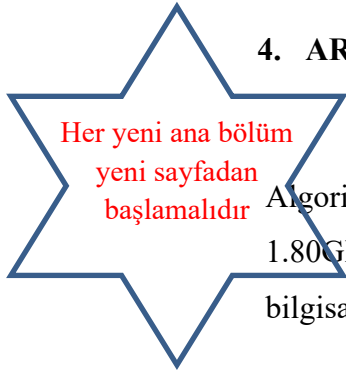 4. AR
Her yeni ana bölüm
yeni sayfadan
başlamalıdır
Algori
1.80G
bilgisa